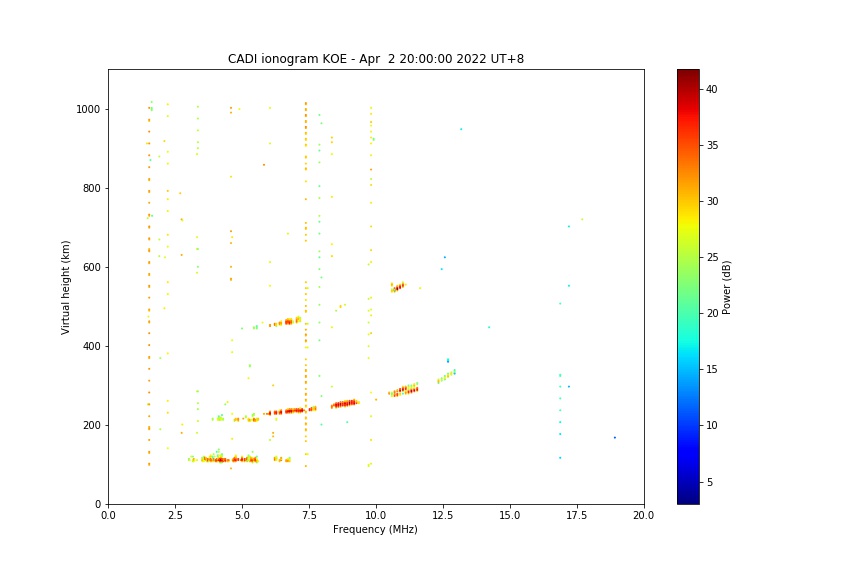 CADI ionogram KOE - Apr  2 20:00:00 2022 UT+8
Virtual height (km)
1000
800
600
400
200
0
0.0 2.5 5.0 7.5 10.0 12.5 15.0 17.5 20.0
Frequency (MHz)
40
35
30
25
20
15
10
5
Power (dB)